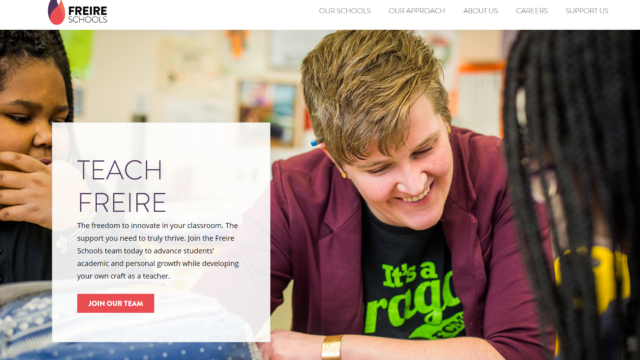 FREIRE
SCHOOLS
OUR SCHOOLS OUR APPROACH ABOUT US CAREERS SUPPORT US
TEACH
FREIRE
The freedom to innovate in your classroom. The
support you need to truly thrive. Join the Freire
Schools team today to advance students'
academic and personal growth while developing
your own craft as a teacher.
JOIN OUR TEAM
It's a